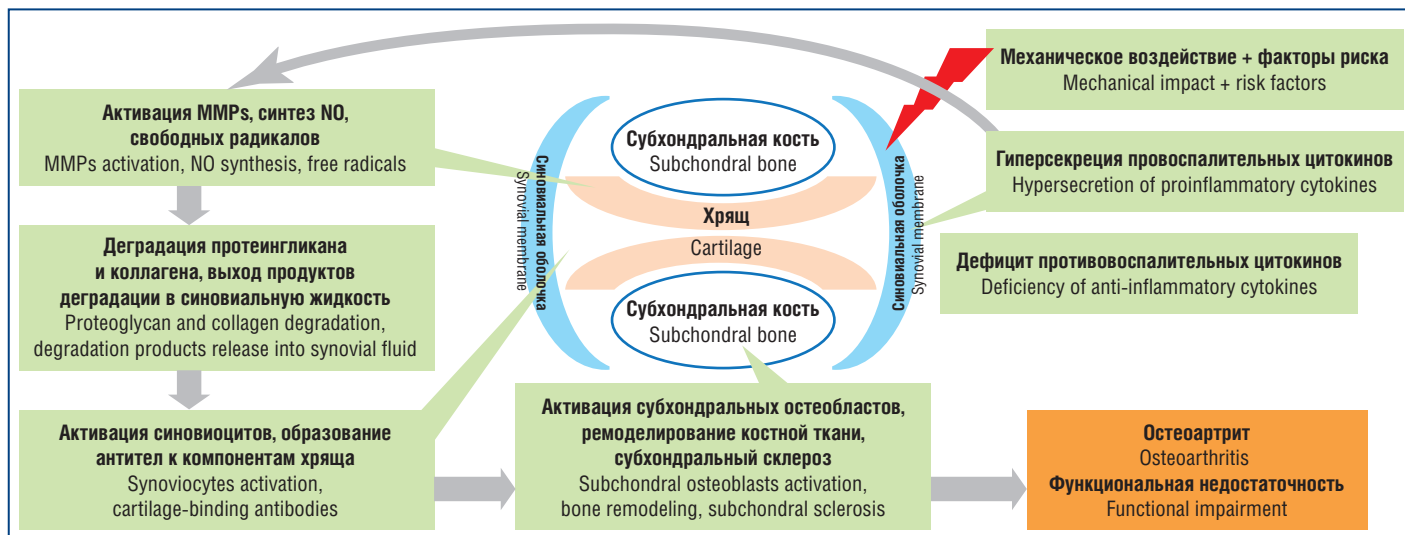 Механическое воздействие + факторы риска
Mechanical impact + risk factors
Гиперсекреция провоспалительных цитокинов
Hypersecretion of proinflammatory cytokines
Дефицит противовоспалительных цитокинов
Deficiency of anti-inflammatory cytokines
Активация MMPs, синтез NO,
свободных радикалов
MMPs activation, NO synthesis, free radicals
Деградация протеингликана
и коллагена, выход продуктов
деградации в синовиальную жидкость
Proteoglycan and collagen degradation,
degradation products release into synovial fluid
Активация синовиоцитов, образование
антител к компонентам хряща
Synoviocytes activation,
cartilage-binding antibodies
Синовиальная оболочка
Synovial membrane
Субхондральная кость
Subchondral bone
Хрящ
Cartilage
Субхондральная кость
Subchondral bone
Синовиальная оболочка
Synovial membrane
Активация субхондральных остеобластов,
ремоделирование костной ткани,
субхондральный склероз
Subchondral osteoblasts activation,
bone remodeling, subchondral sclerosis
Остеоартрит
Osteoarthritis
Функциональная недостаточность
Functional impairment